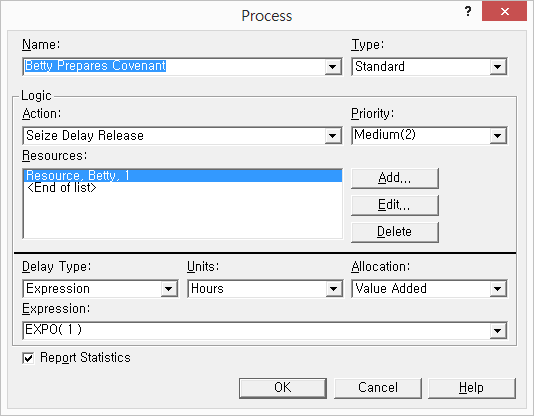 Process
?
Name:
Type:
Betty Prepares Covenant
Standard
Logic
Action:
Priority:
Seize Delay Release
Medium(2)
Resources:
Resource, Betty, 1
<End of list>
Add...
Edit...
Delete
Delay Type:
Units:
Allocation:
Expression
Hours
Value Added
Expression:
EXPO( 1 )
Report Statistics
OK
Cancel
Help